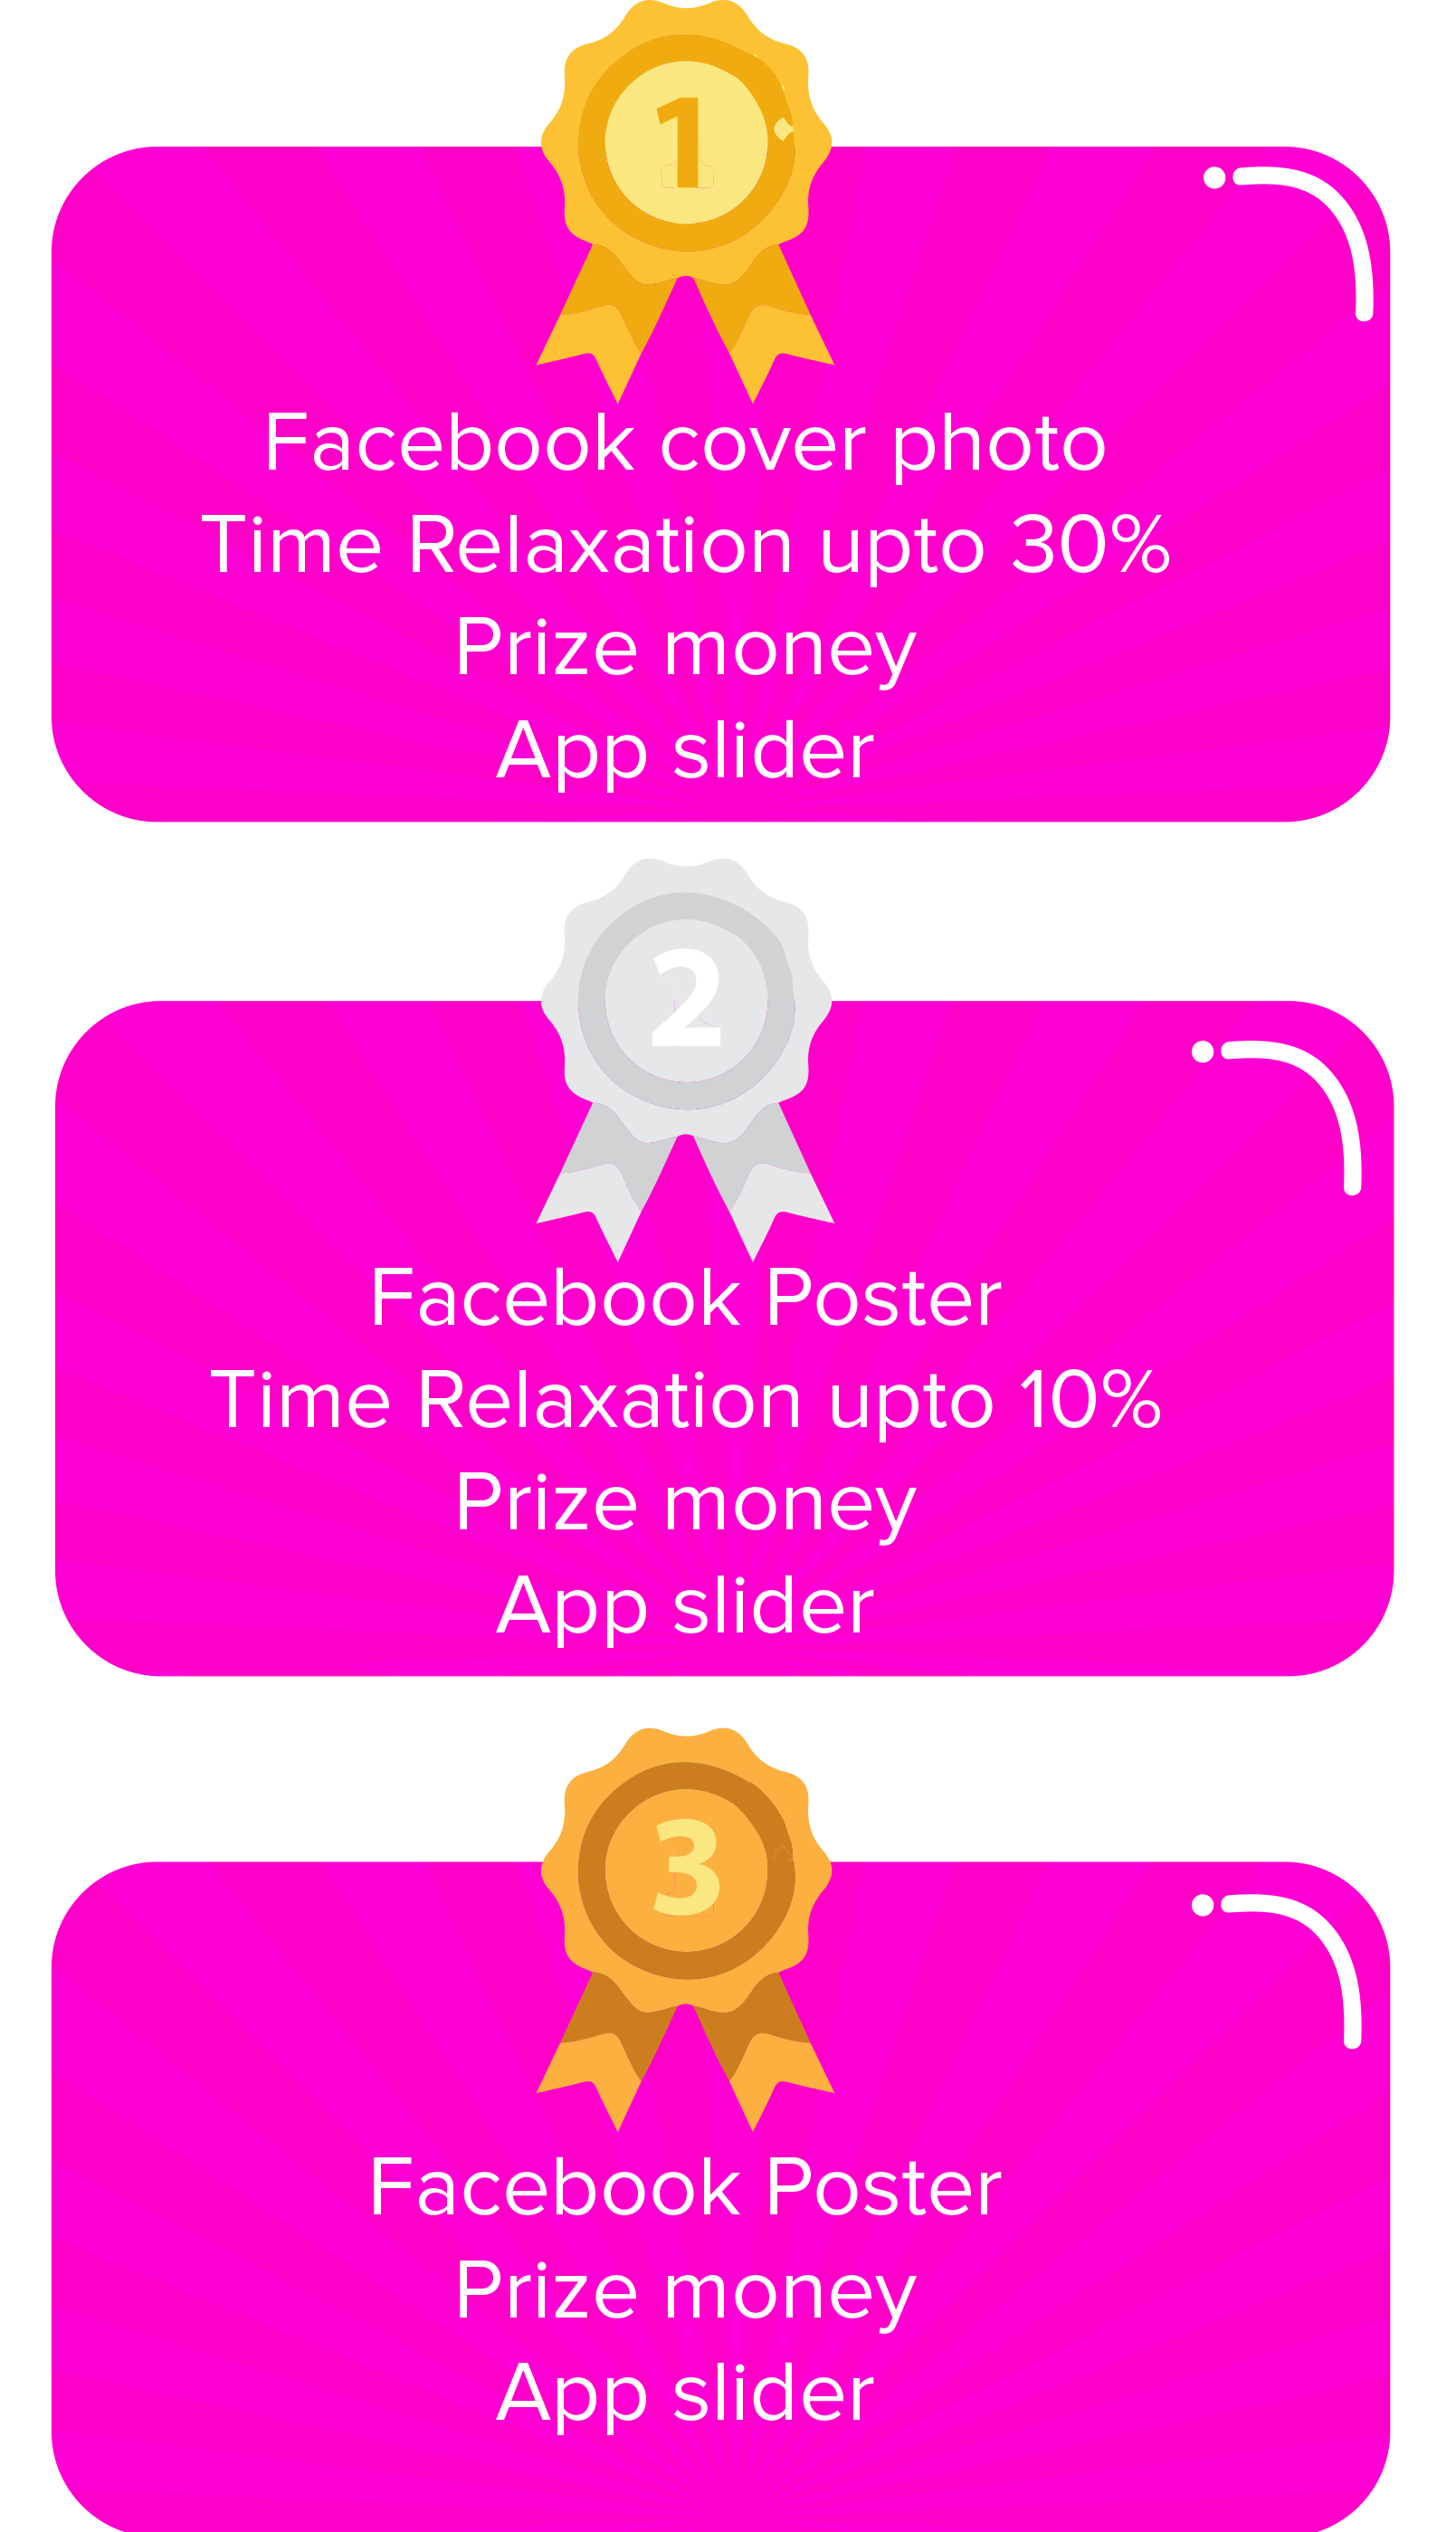 1
Facebook cover photo
Time Relaxation upto 30%
Prize money
App slider
2
Facebook Poster
Time Relaxation upto 10%
Prize money
App slider
3
Facebook Poster
Prize money
App slider